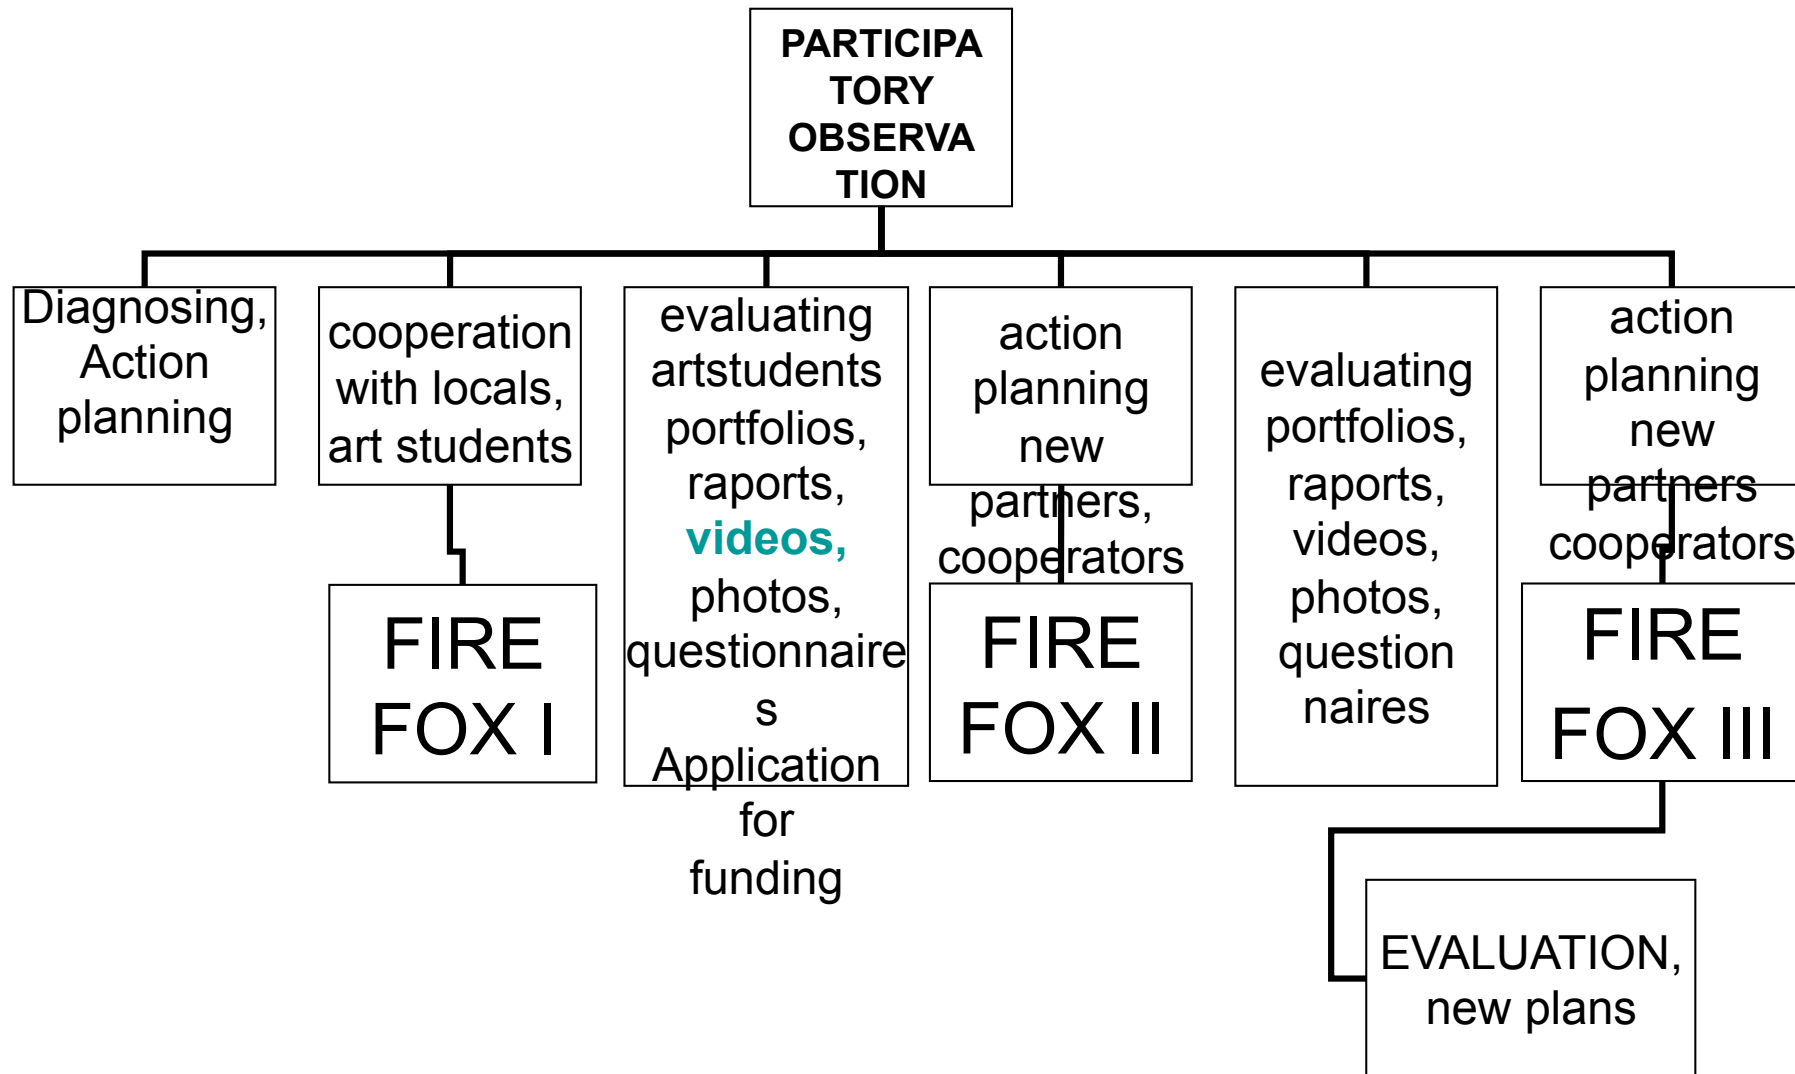 PARTICIPA
TORY
OBSERVA
TION
Diagnosing,
Action
planning
cooperation
with locals,
art students
FIRE
FOX I
evaluating
artstudents
portfolios,
raports,
videos,
photos,
questionnaire
s
Application
for
funding
action
planning
new
partners,
cooperators
FIRE
FOX II
evaluating
portfolios,
raports,
videos,
photos,
question
naires
action
planning
new
partners
cooperators
FIRE
FOX III
EVALUATION,
new plans